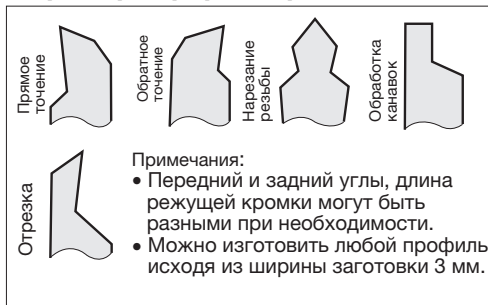 Прямое
точение
Обратное
точение
Нарезание
резьбы
Обработка
канавок
Отрезка
Примечания:
• Передний и задний углы, длина
режущей кромки могут быть
разными при необходимости.
• Можно изготовить любой профиль
исходя из ширины заготовки 3 мм.